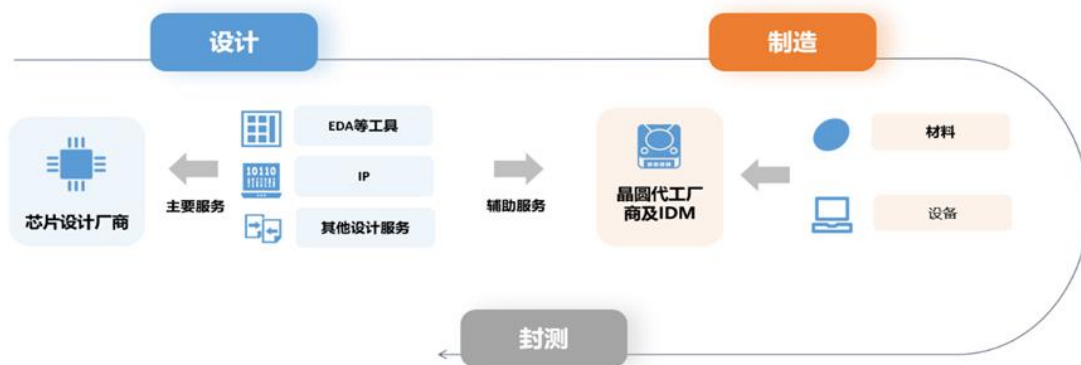 设计
制造
芯片设计厂商
主要服务
EDA等工具
10110
IP
其他设计服务
辅助服务
晶圆代工厂
商及IDM
材料
设备
封测